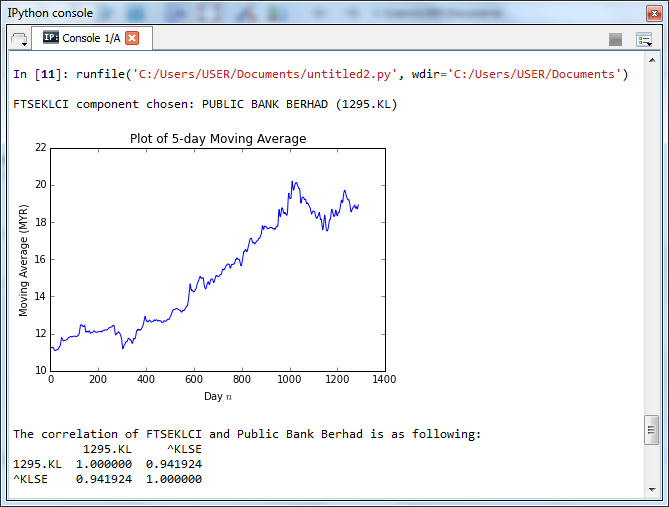 IPython console
IP: Console 1/A
In [11]: runfile('C:/Users/USER/Documents/untitled2.py', wdir='C:/Users/USER/Documents')
FTSEKLCI component chosen: PUBLIC BANK BERHAD (1295.KL)
Plot of 5-day Moving Average
22
20
18
16
14
12
10
Moving Average (MYR)
0 200 400 600 800 1000 1200 1400
Day n
The correlation of FTSEKLCI and Public Bank Berhad is as following:
1295.KL ^KLSE
1295.KL 1.000000 0.941924
^KLSE 0.941924 1.000000